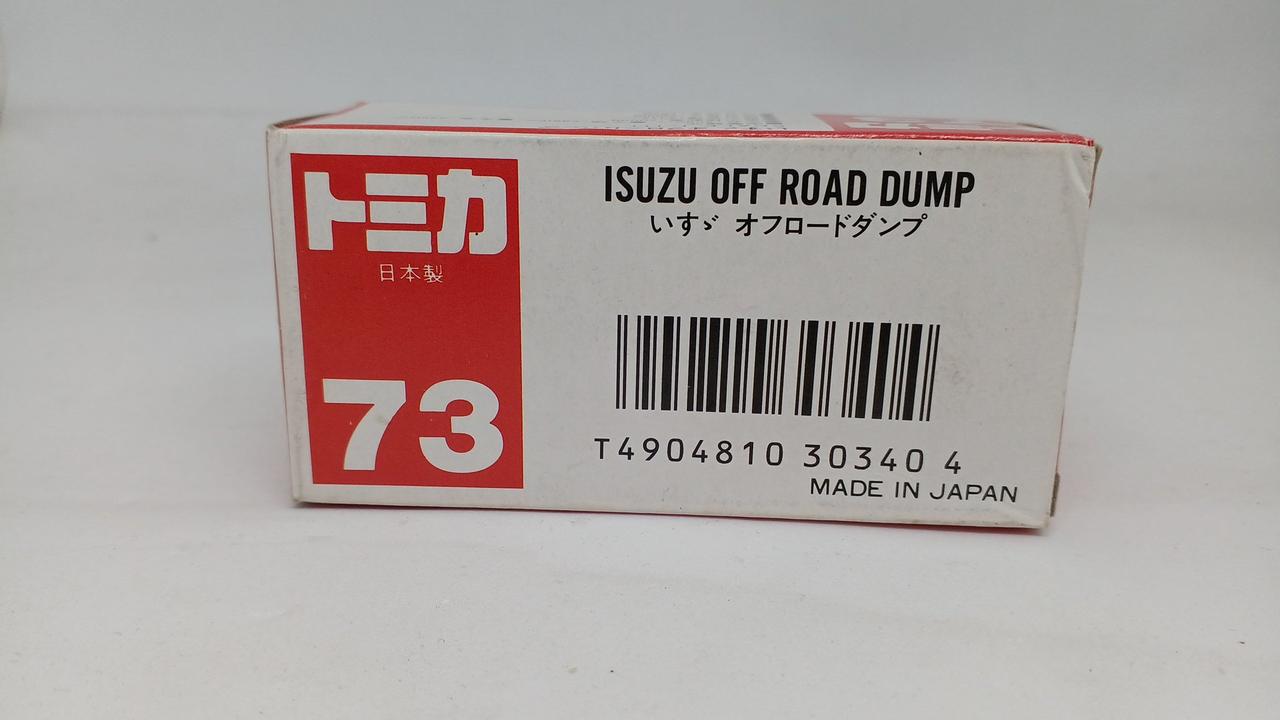 トミカ
日本製
73
ISUZU OFF ROAD DUMP
いすゞ オフロードダンプ
T4904810 30340 4
MADE IN JAPAN